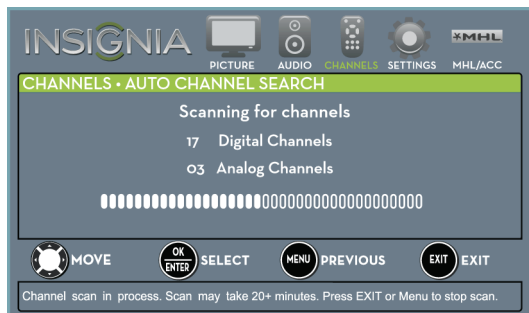 INSIGNIA
PICTURE AUDIO CHANNELS SETTINGS MHL MHL/ACC
CHANNELS • AUTO CHANNEL SEARCH
Scanning for channels
17 Digital Channels
03 Analog Channels
MOVE OK ENTER SELECT MENU PREVIOUS EXIT EXIT
Channel scan in process. Scan may take 20+ minutes. Press EXIT or Menu to stop scan.